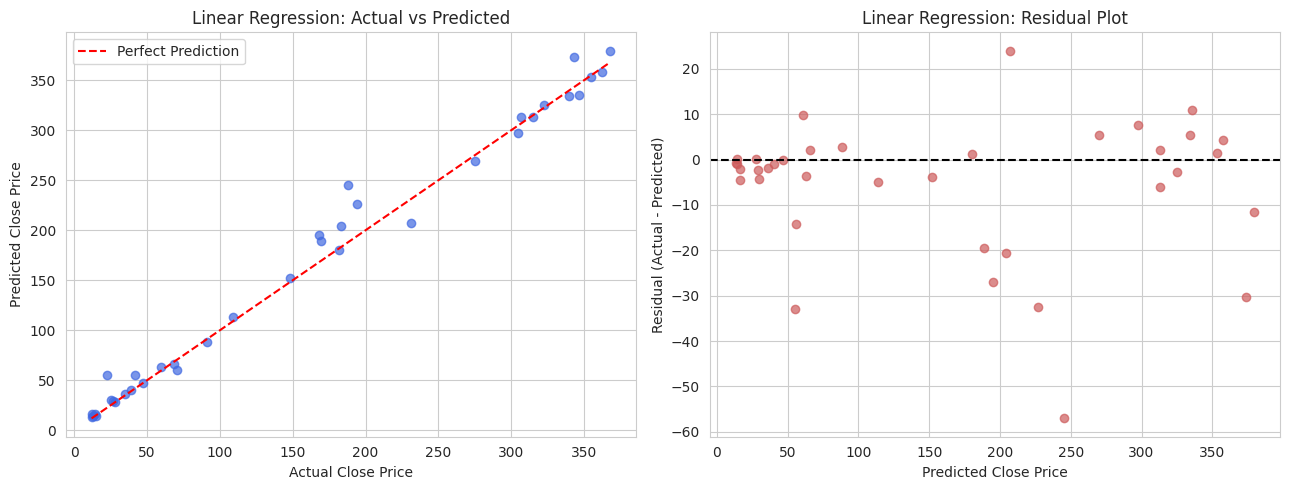 Linear Regression: Actual vs Predicted
Perfect Prediction
Predicted Close Price
350
300
250
200
150
100
50
0
0 50 100 150 200 250 300 350
Actual Close Price
Linear Regression: Residual Plot
Residual (Actual - Predicted)
20
10
0
−10
−20
−30
−40
−50
−60
0 50 100 150 200 250 300 350
Predicted Close Price